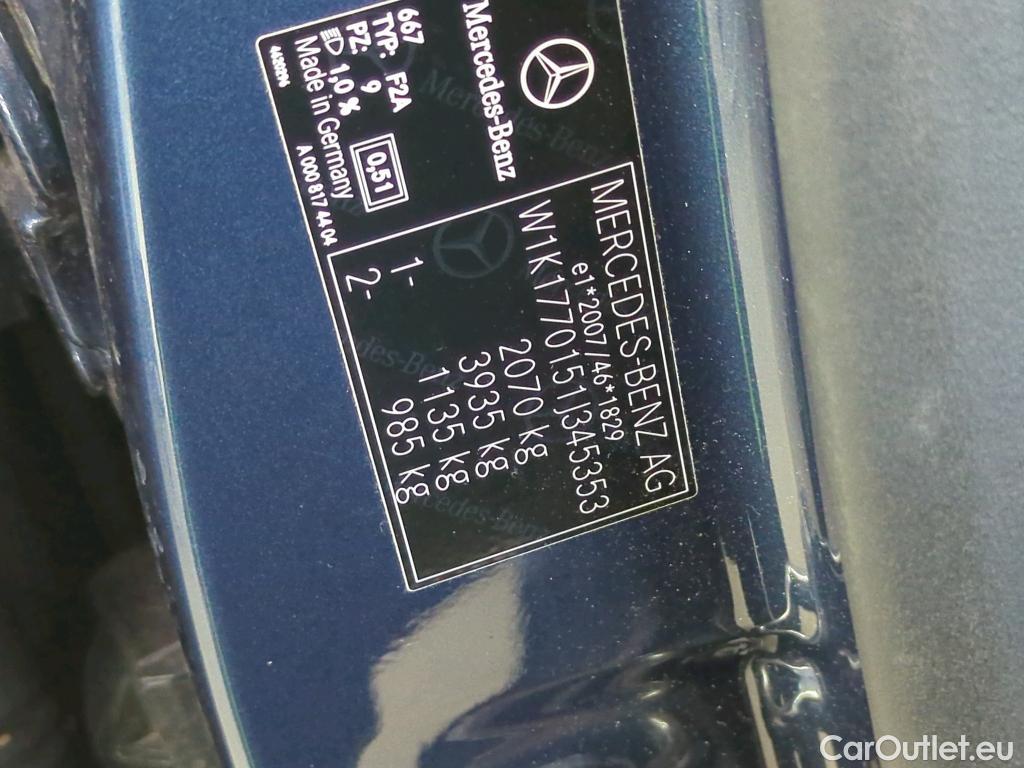 MERCEDES-BENZ AG
e1*2007/46*1829
W1K1770151J345353
2070 kg
3935 kg
1- 1135 kg
2- 985 kg
Mercedes-Benz
667
TYP: F2A
PZ: 9
1,0 %
0,51
Made in Germany
A 000 817 44 04
CarOutlet.eu